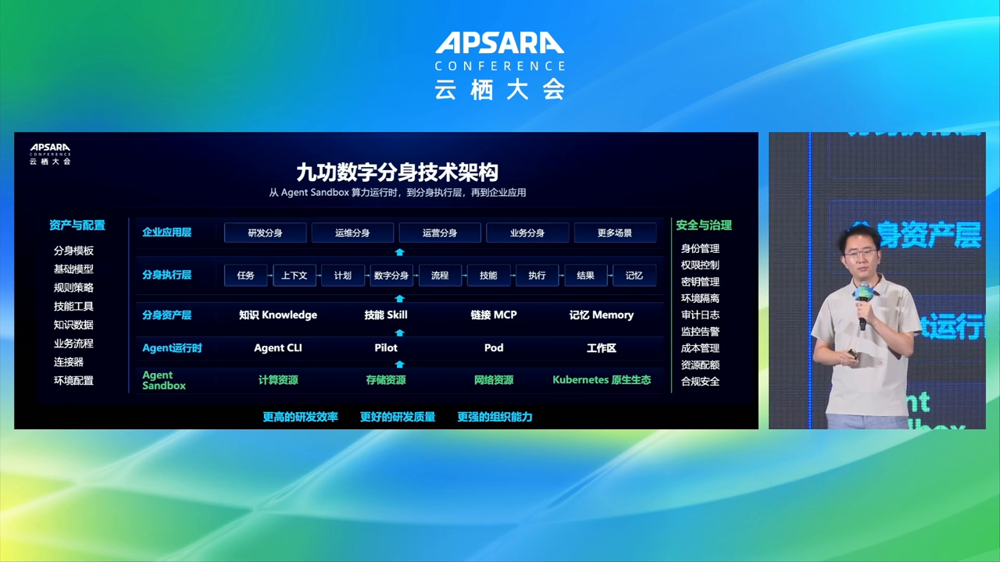 APSARA
CONFERENCE
云栖大会
APSARA
CONFERENCE
云栖大会
九功数字分身技术架构
从 Agent Sandbox 算力运行时，到分身执行层，再到企业应用
资产与配置
分身模板
基础模型
规则策略
技能工具
知识数据
业务流程
连接器
环境配置
企业应用层
研发分身
运维分身
运营分身
业务分身
更多场景
分身执行层
任务
上下文
计划
数字分身
流程
技能
执行
结果
记忆
分身资产层
知识 Knowledge
技能 Skill
链接 MCP
记忆 Memory
Agent运行时
Agent CLI
Pilot
Pod
工作区
Agent
Sandbox
计算资源
存储资源
网络资源
Kubernetes 原生生态
安全与治理
身份管理
权限控制
密钥管理
环境隔离
审计日志
监控告警
成本管理
资源配额
合规安全
更高的研发效率
更好的研发质量
更强的组织能力
身资产层
t运行
nt